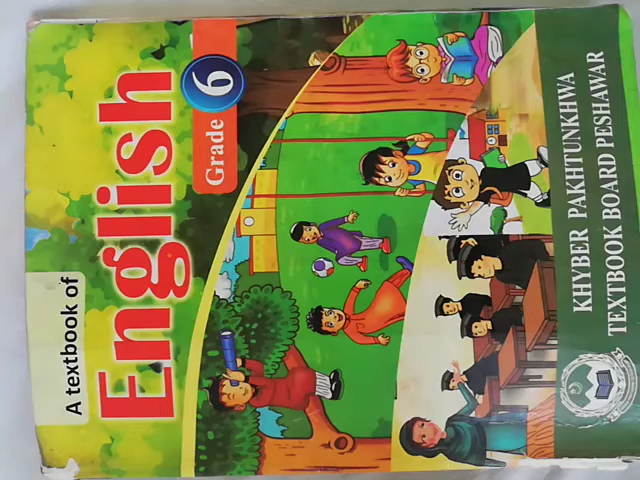 A textbook of
English
Grade 6
KHYBER PAKHTUNKHWA
TEXTBOOK BOARD PESHAWAR